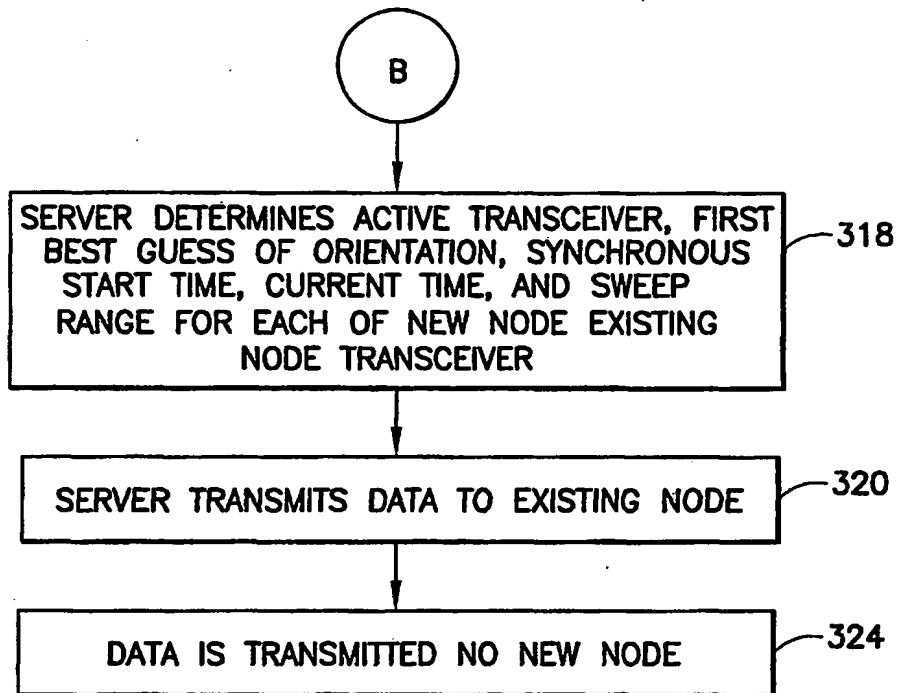 B
SERVER DETERMINES ACTIVE TRANSCEIVER, FIRST
BEST GUESS OF ORIENTATION, SYNCHRONOUS
START TIME, CURRENT TIME, AND SWEEP
RANGE FOR EACH OF NEW NODE EXISTING
NODE TRANSCEIVER
318
SERVER TRANSMITS DATA TO EXISTING NODE
320
DATA IS TRANSMITTED NO NEW NODE
324